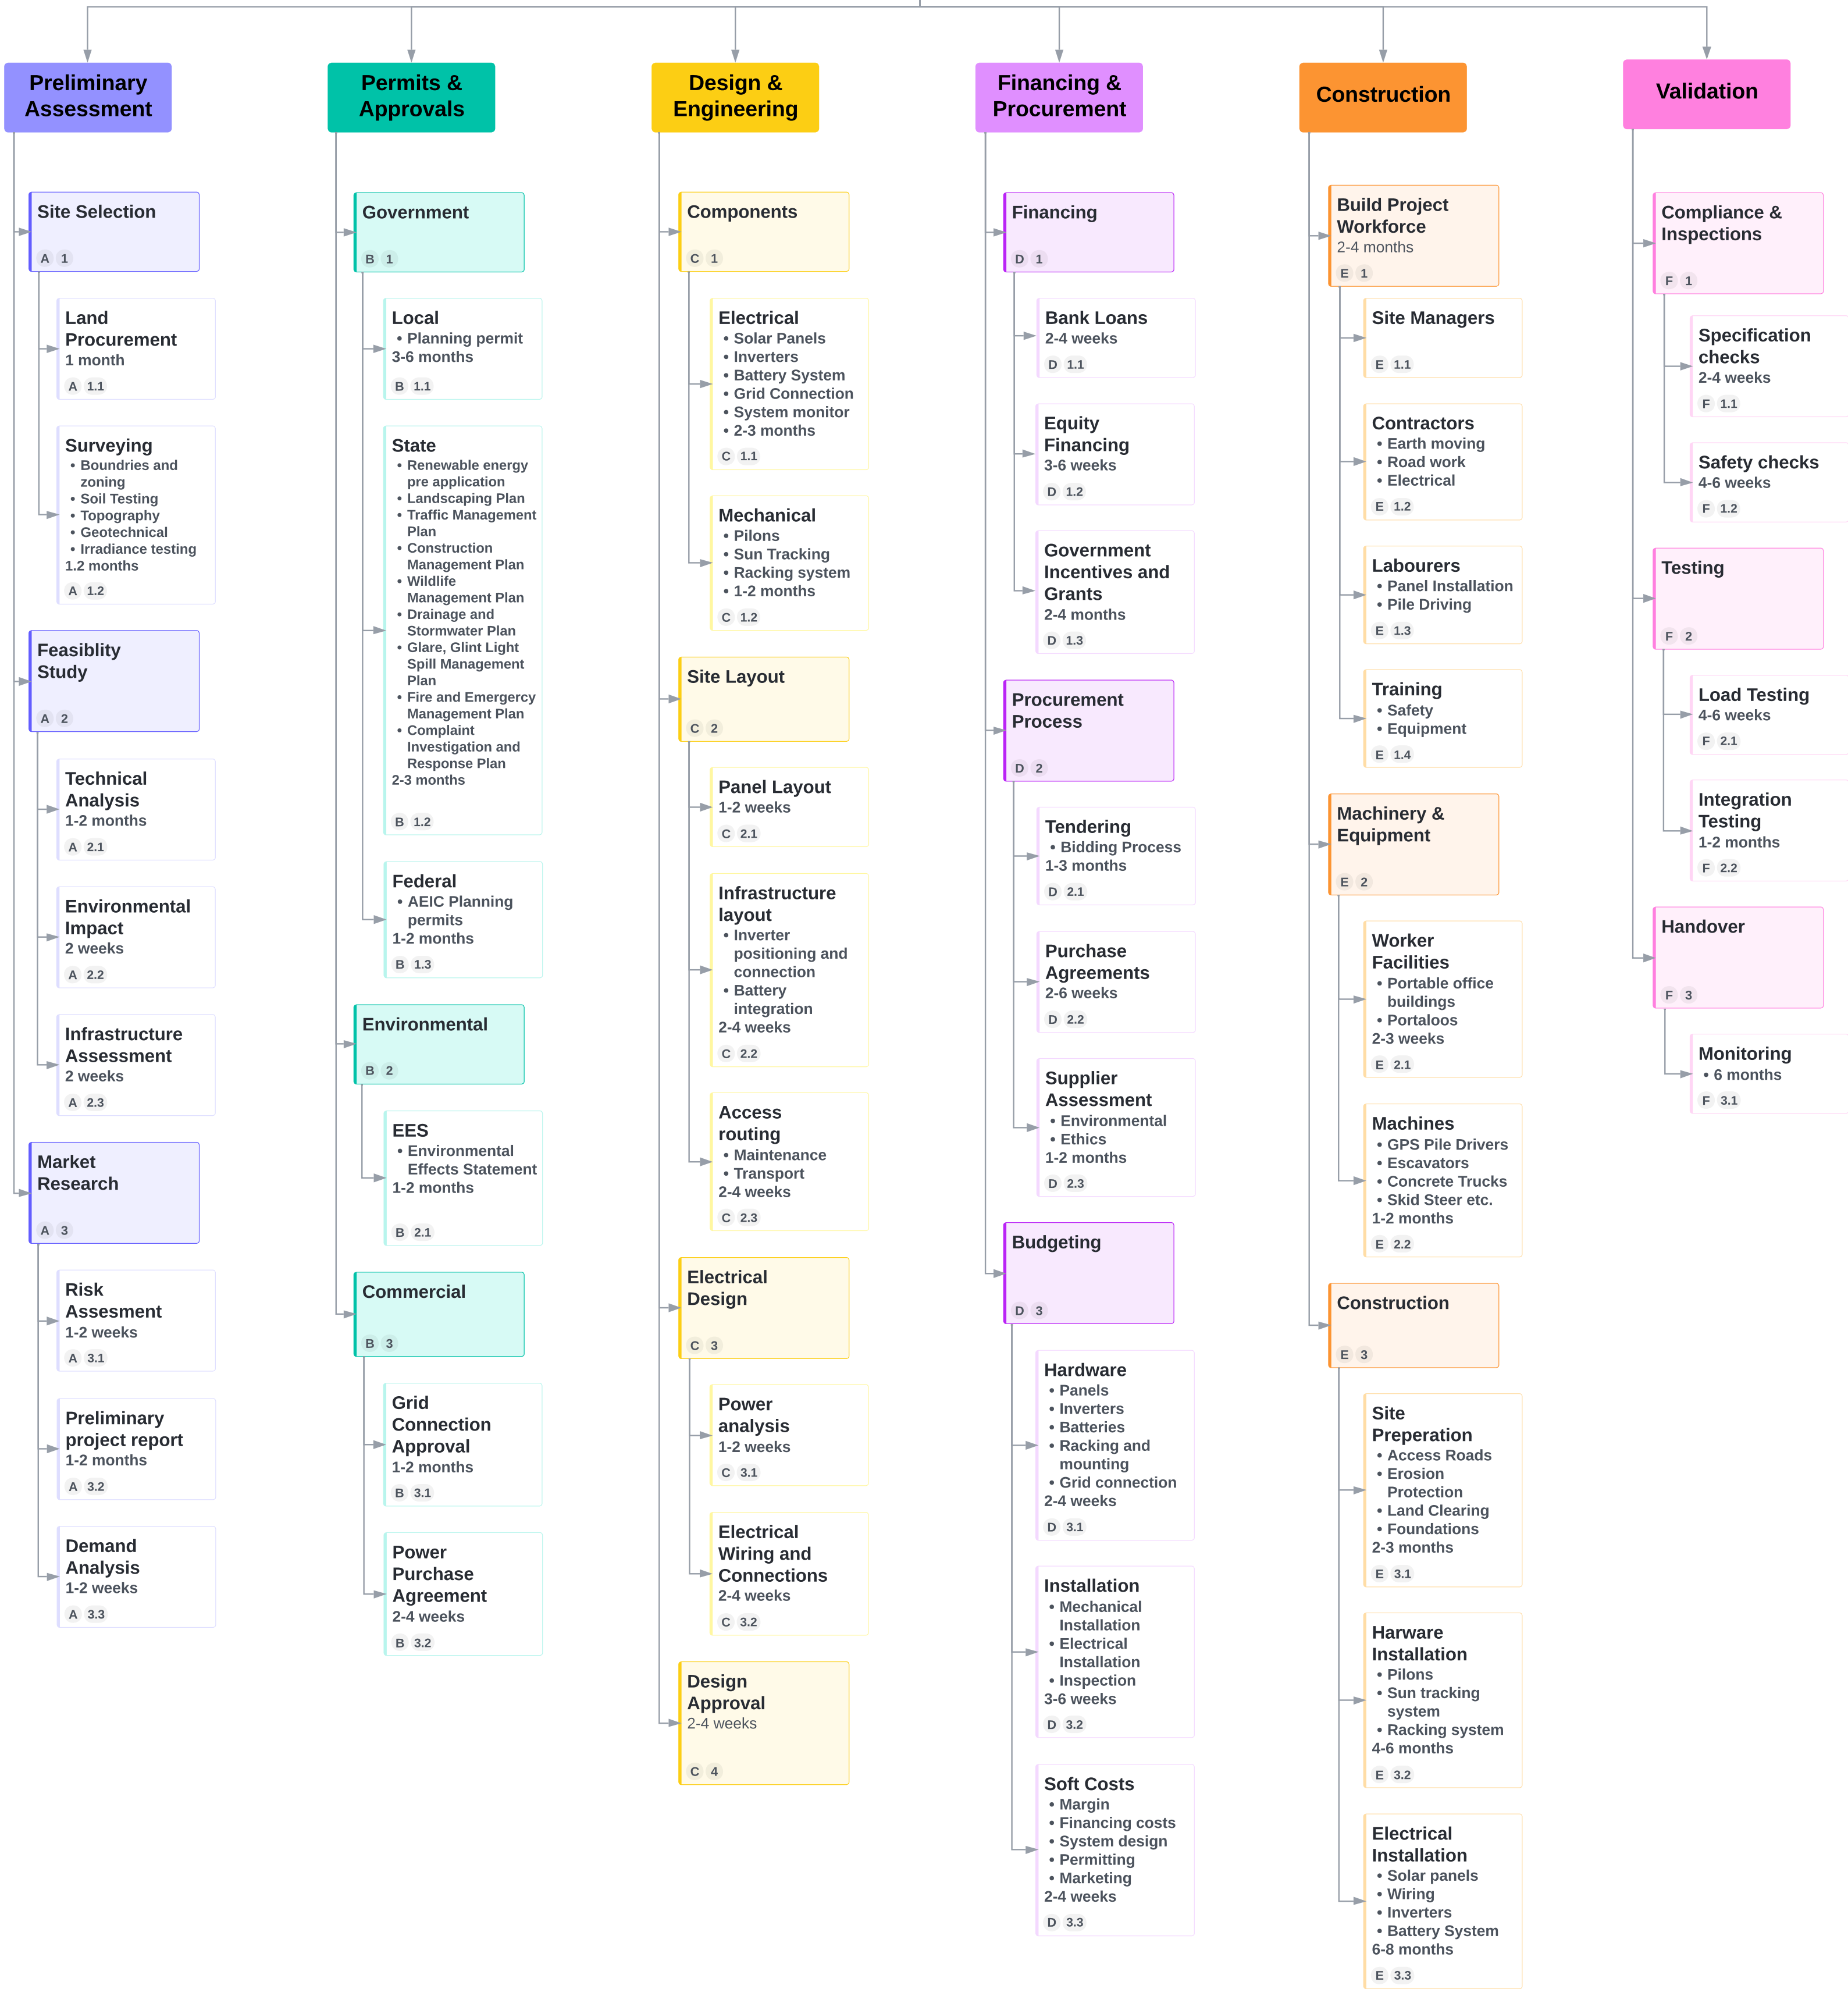 Preliminary
Assessment
Site Selection
A 1
Land
Procurement
1 month
A 1.1
Surveying
• Boundries and
zoning
• Soil Testing
• Topography
• Geotechnical
• Irradiance testing
1.2 months
A 1.2
Feasiblity
Study
A 2
Technical
Analysis
1-2 months
A 2.1
Environmental
Impact
2 weeks
A 2.2
Infrastructure
Assessment
2 weeks
A 2.3
Market
Research
A 3
Risk
Assesment
1-2 weeks
A 3.1
Preliminary
project report
1-2 months
A 3.2
Demand
Analysis
1-2 weeks
A 3.3
Permits &
Approvals
Government
B 1
Local
• Planning permit
3-6 months
B 1.1
State
• Renewable energy
pre application
• Landscaping Plan
• Traffic Management
Plan
• Construction
Management Plan
• Wildlife
Management Plan
• Drainage and
Stormwater Plan
• Glare, Glint Light
Spill Management
Plan
• Fire and Emergercy
Management Plan
• Complaint
Investigation and
Response Plan
2-3 months
B 1.2
Federal
• AEIC Planning
permits
1-2 months
B 1.3
Environmental
B 2
EES
• Environmental
Effects Statement
1-2 months
B 2.1
Commercial
B 3
Grid
Connection
Approval
1-2 months
B 3.1
Power
Purchase
Agreement
2-4 weeks
B 3.2
Design &
Engineering
Components
C 1
Electrical
• Solar Panels
• Inverters
• Battery System
• Grid Connection
• System monitor
• 2-3 months
C 1.1
Mechanical
• Pilons
• Sun Tracking
• Racking system
• 1-2 months
C 1.2
Site Layout
C 2
Panel Layout
1-2 weeks
C 2.1
Infrastructure
layout
• Inverter
positioning and
connection
• Battery
integration
2-4 weeks
C 2.2
Access
routing
• Maintenance
• Transport
2-4 weeks
C 2.3
Electrical
Design
C 3
Power
analysis
1-2 weeks
C 3.1
Electrical
Wiring and
Connections
2-4 weeks
C 3.2
Design
Approval
2-4 weeks
C 4
Financing &
Procurement
Financing
D 1
Bank Loans
2-4 weeks
D 1.1
Equity
Financing
3-6 weeks
D 1.2
Government
Incentives and
Grants
2-4 months
D 1.3
Procurement
Process
D 2
Tendering
• Bidding Process
1-3 months
D 2.1
Purchase
Agreements
2-6 weeks
D 2.2
Supplier
Assessment
• Environmental
• Ethics
1-2 months
D 2.3
Budgeting
D 3
Hardware
• Panels
• Inverters
• Batteries
• Racking and
mounting
• Grid connection
2-4 weeks
D 3.1
Installation
• Mechanical
Installation
• Electrical
Installation
• Inspection
3-6 weeks
D 3.2
Soft Costs
• Margin
• Financing costs
• System design
• Permitting
• Marketing
2-4 weeks
D 3.3
Construction
Build Project
Workforce
2-4 months
E 1
Site Managers
E 1.1
Contractors
• Earth moving
• Road work
• Electrical
E 1.2
Labourers
• Panel Installation
• Pile Driving
E 1.3
Training
• Safety
• Equipment
E 1.4
Machinery &
Equipment
E 2
Worker
Facilities
• Portable office
buildings
• Portaloos
2-3 weeks
E 2.1
Machines
• GPS Pile Drivers
• Escavators
• Concrete Trucks
• Skid Steer etc.
1-2 months
E 2.2
Construction
E 3
Site
Preperation
• Access Roads
• Erosion
Protection
• Land Clearing
• Foundations
2-3 months
E 3.1
Harware
Installation
• Pilons
• Sun tracking
system
• Racking system
4-6 months
E 3.2
Electrical
Installation
• Solar panels
• Wiring
• Inverters
• Battery System
6-8 months
E 3.3
Validation
Compliance &
Inspections
F 1
Specification
checks
2-4 weeks
F 1.1
Safety checks
4-6 weeks
F 1.2
Testing
F 2
Load Testing
4-6 weeks
F 2.1
Integration
Testing
1-2 months
F 2.2
Handover
F 3
Monitoring
• 6 months
F 3.1